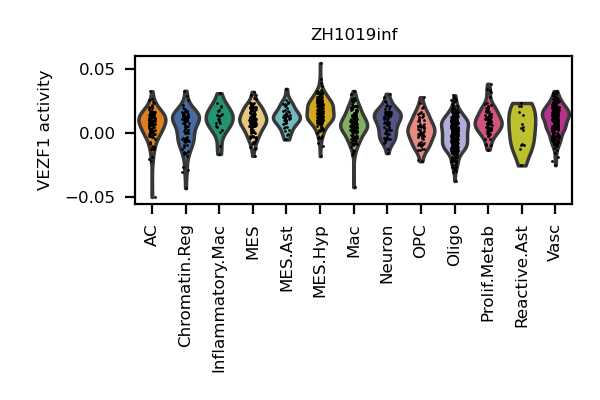 ZH1019inf
VEZF1 activity
0.05
0.00
−0.05
AC
Chromatin.Reg
Inflammatory.Mac
MES
MES.Ast
MES.Hyp
Mac
Neuron
OPC
Oligo
Prolif.Metab
Reactive.Ast
Vasc